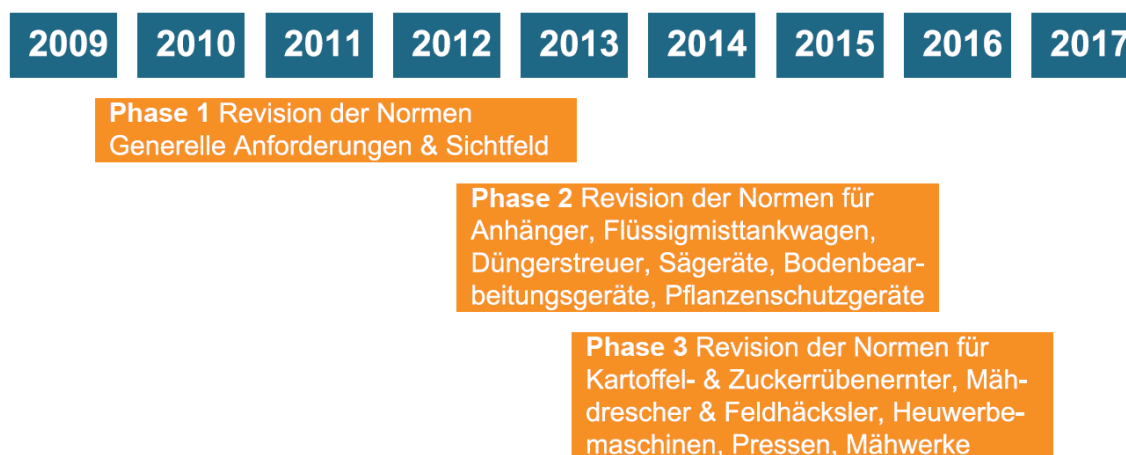 2009 2010 2011 2012 2013 2014 2015 2016 2017
Phase 1 Revision der Normen
Generelle Anforderungen & Sichtfeld
Phase 2 Revision der Normen für
Anhänger, Flüssigmisttankwagen,
Düngerstreuer, Sägeräte, Bodenbear-
beitungsgeräte, Pflanzenschutzgeräte
Phase 3 Revision der Normen für
Kartoffel- & Zuckerrübenernter, Mäh-
drescher & Feldhäcksler, Heuwerbe-
maschinen, Pressen, Mähwerke